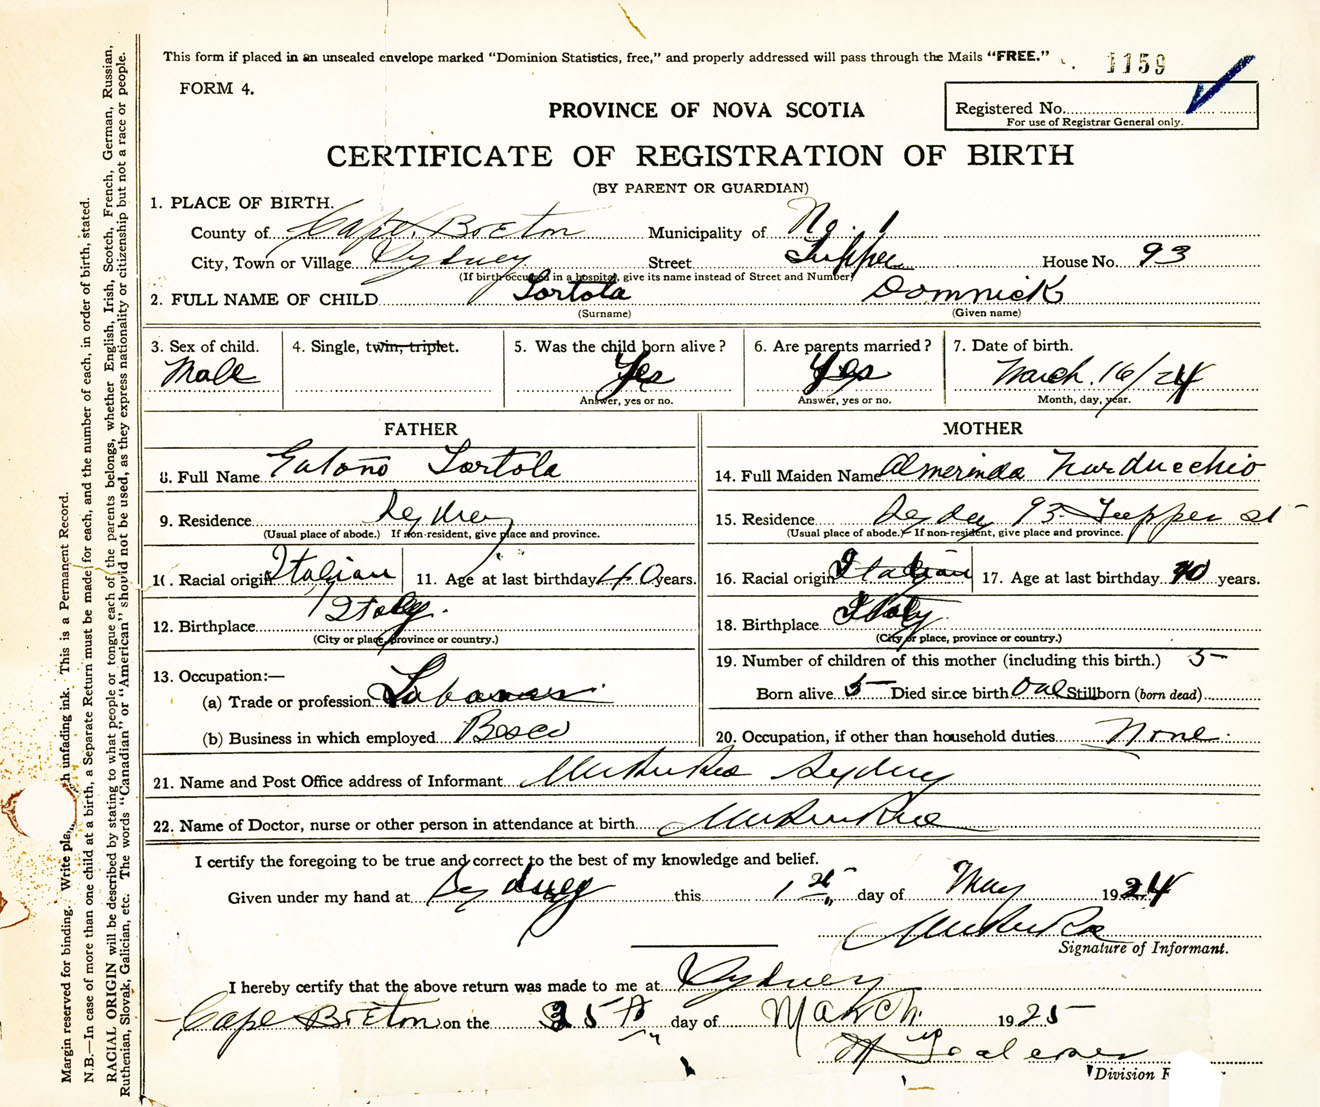 This form if placed in an unsealed envelope marked "Dominion Statistics, free," and properly addressed will pass through the Mails "FREE."
1159
FORM 4.
PROVINCE OF NOVA SCOTIA
Registered No.
For use of Registrar General only.
CERTIFICATE OF REGISTRATION OF BIRTH
(BY PARENT OR GUARDIAN)
1. PLACE OF BIRTH.
County of Cape Breton Municipality of No. 1
City, Town or Village Sydney Street Tupper House No. 93
(If birth occurred in a hospital, give its name instead of Street and Number)
2. FULL NAME OF CHILD Tortola Domnick
(Surname) (Given name)
3. Sex of child. 4. Single, twin, triplet. 5. Was the child born alive? 6. Are parents married? 7. Date of birth.
Male Yes Yes March 16/24
Answer, yes or no. Answer, yes or no. Month, day, year.
FATHER MOTHER
8. Full Name Tortola 14. Full Maiden Name Almerinda Narducchio
9. Residence Sydney 15. Residence Sydney 93 Tupper st
(Usual place of abode.) If non-resident, give place and province. (Usual place of abode.) If non-resident, give place and province.
10. Racial origin Italian 11. Age at last birthday 40 years. 16. Racial origin Italian 17. Age at last birthday years.
12. Birthplace Italy 18. Birthplace Italy
(City or place, province or country.) (City or place, province or country.)
13. Occupation:— 19. Number of children of this mother (including this birth.) 5
(a) Trade or profession Laborer Born alive 5 Died since birth Stillborn (born dead)
(b) Business in which employed Besco 20. Occupation, if other than household duties None.
21. Name and Post Office address of Informant Sydney
22. Name of Doctor, nurse or other person in attendance at birth
I certify the foregoing to be true and correct to the best of my knowledge and belief.
Given under my hand at Sydney this 1st day of May 1924
Signature of Informant.
I hereby certify that the above return was made to me at Sydney
Cape Breton on the 25th day of March 1925
Division
Margin reserved for binding. Write unfading ink. This is a Permanent Record.
N.B.—In case of more than one child at a birth, a Separate Return must be made for each, and the number of each, in order of birth, stated.
RACIAL ORIGIN will be described by stating to what people or tongue each of the parents belongs, whether English, Irish, Scotch, French, German, Russian,
Ruthenian, Slovak, Galician, etc. The words "Canadian" or "American" should not be used, as they express nationality or citizenship but not a race or people.